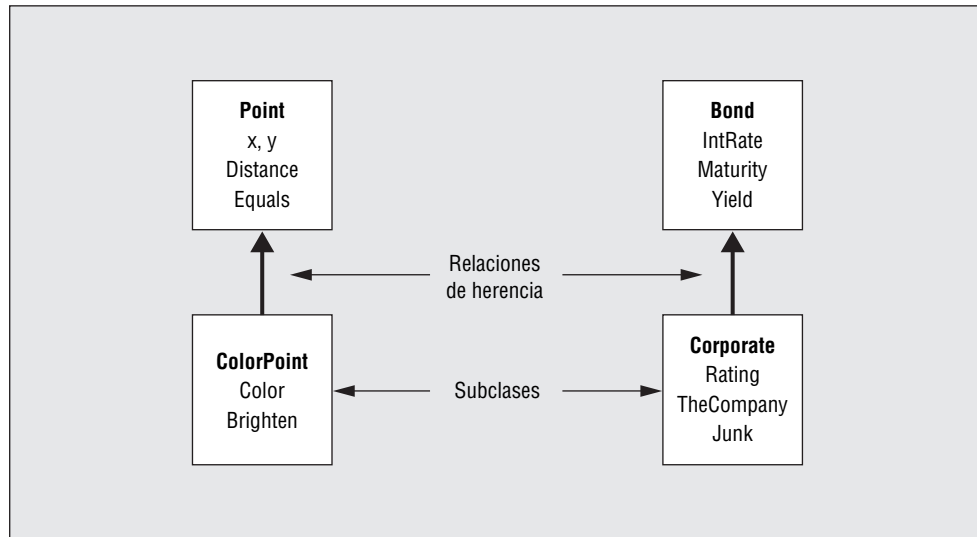 Point
x, y
Distance
Equals
Bond
IntRate
Maturity
Yield
Relaciones
de herencia
ColorPoint
Color
Brighten
Subclases
Corporate
Rating
TheCompany
Junk